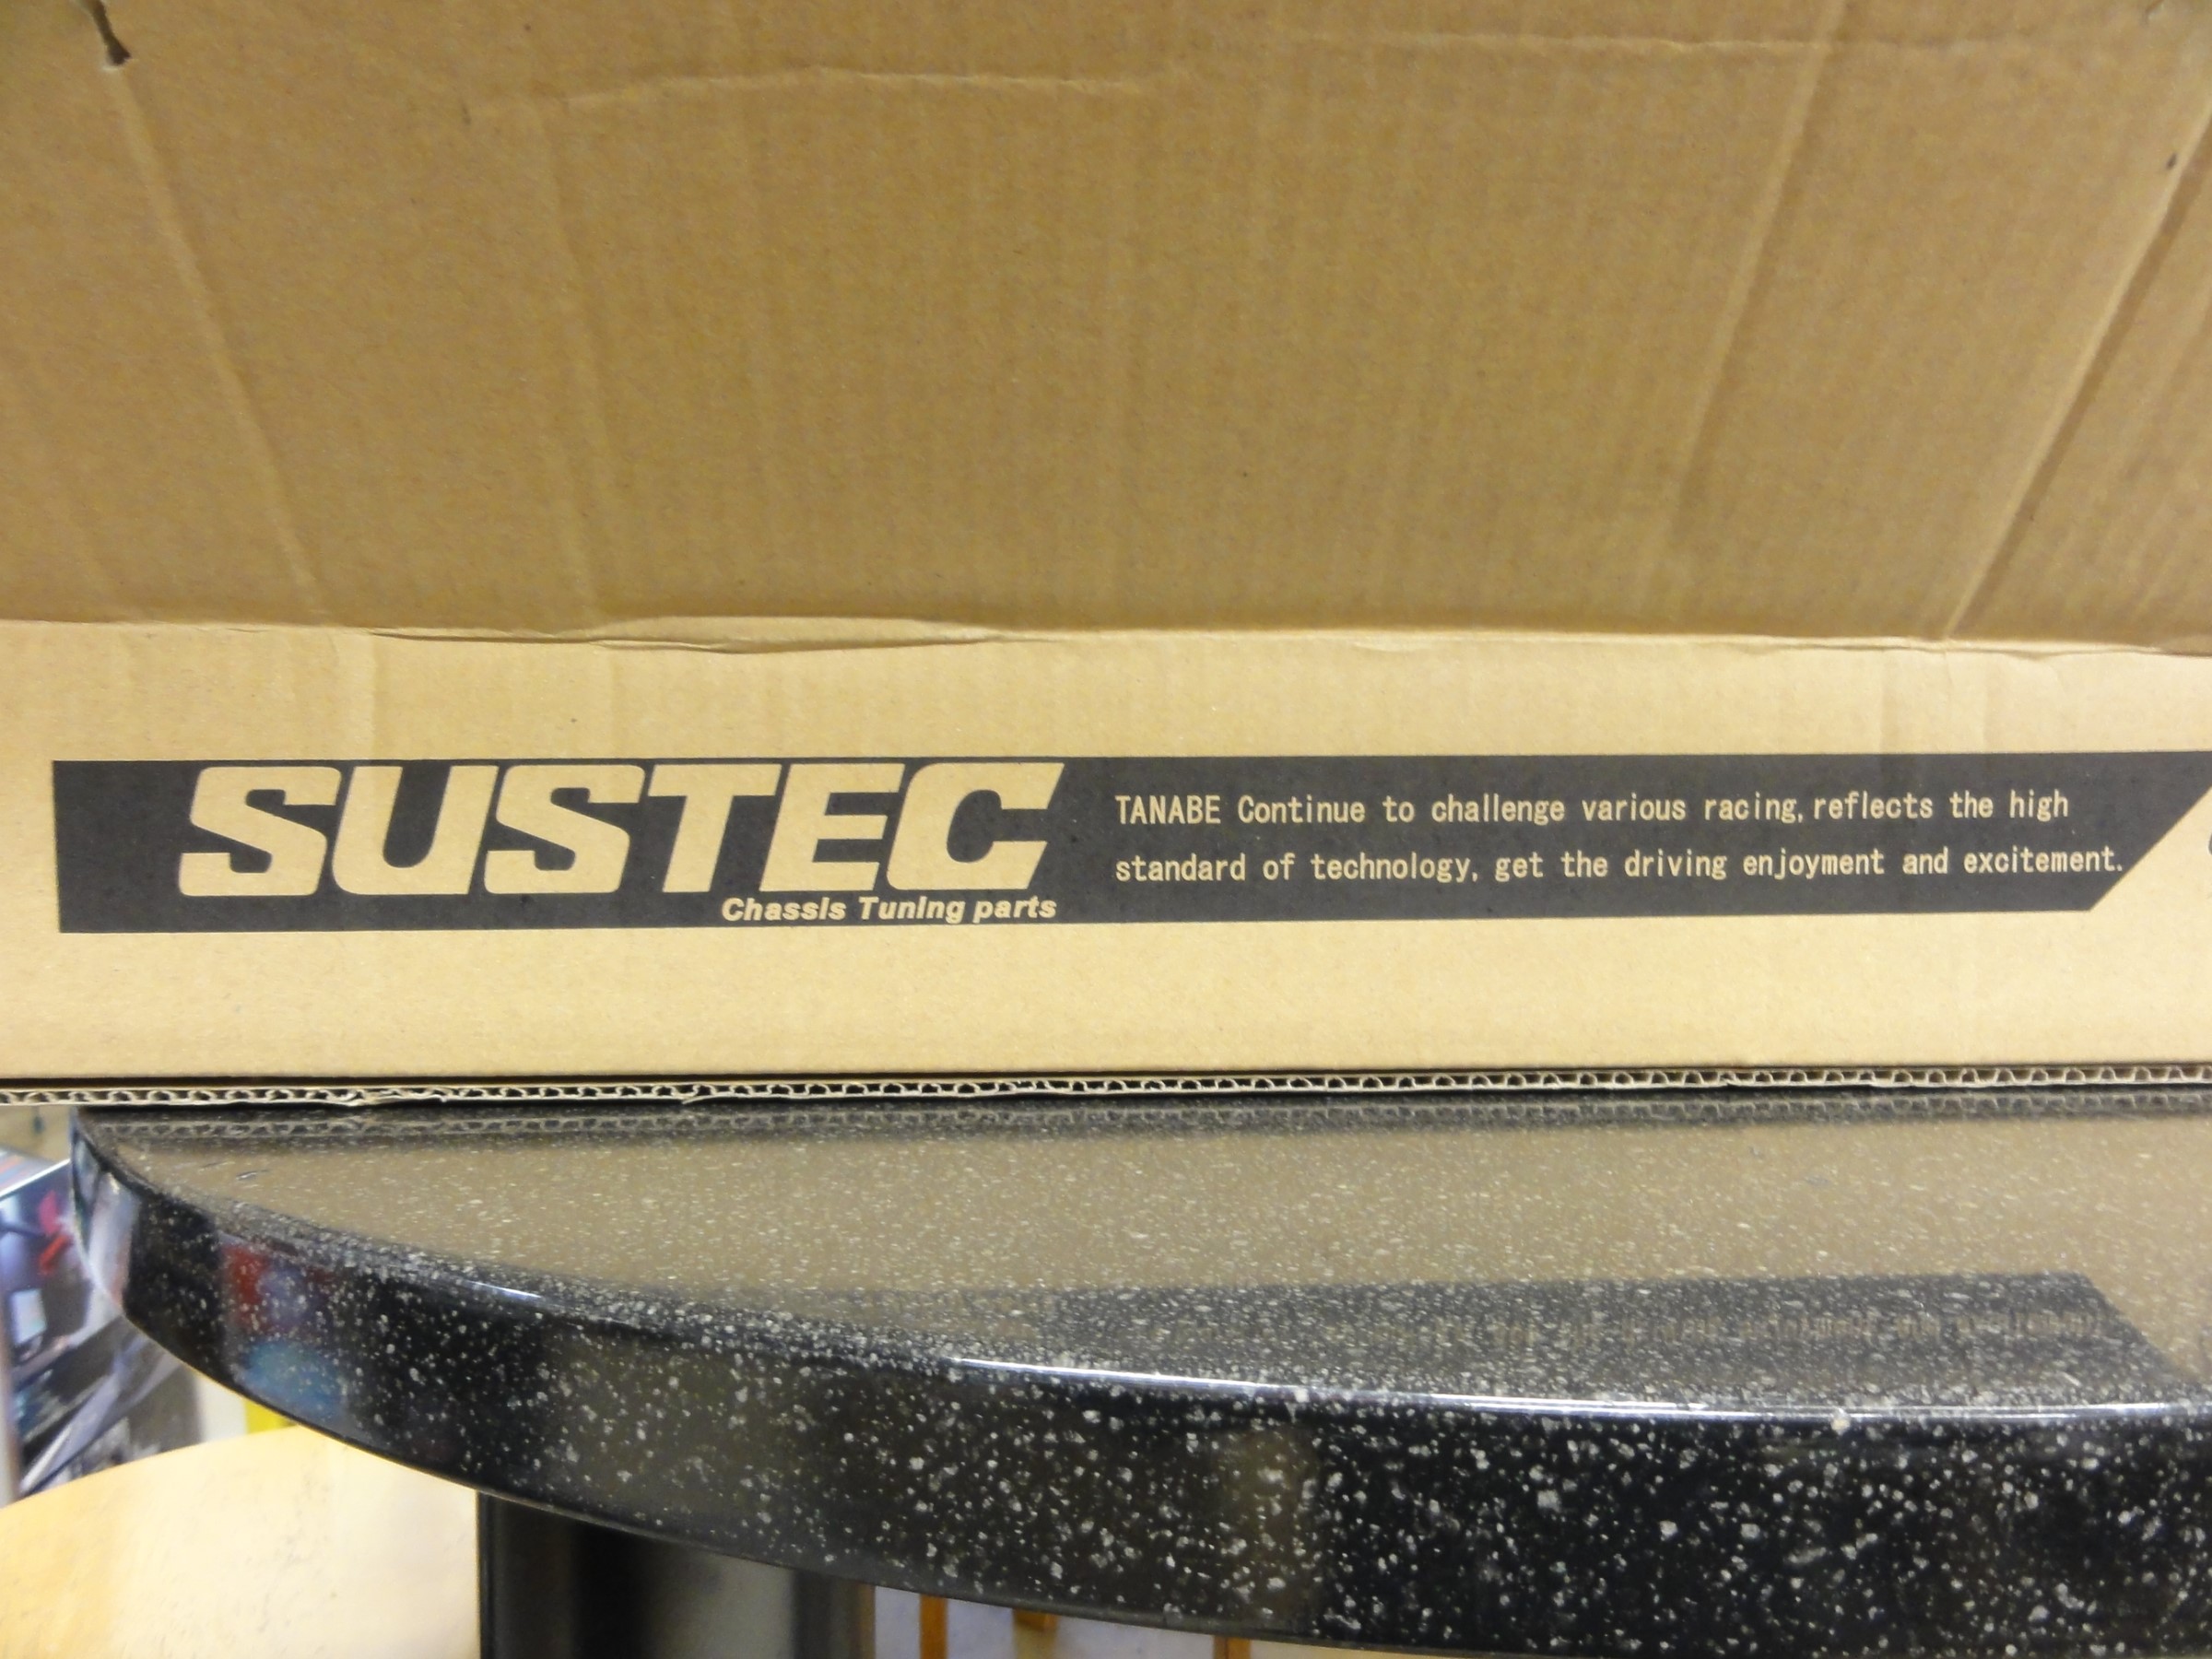 SUSTEC
Chassis Tuning parts
TANABE Continue to challenge various racing, reflects the high
standard of technology, get the driving enjoyment and excitement.